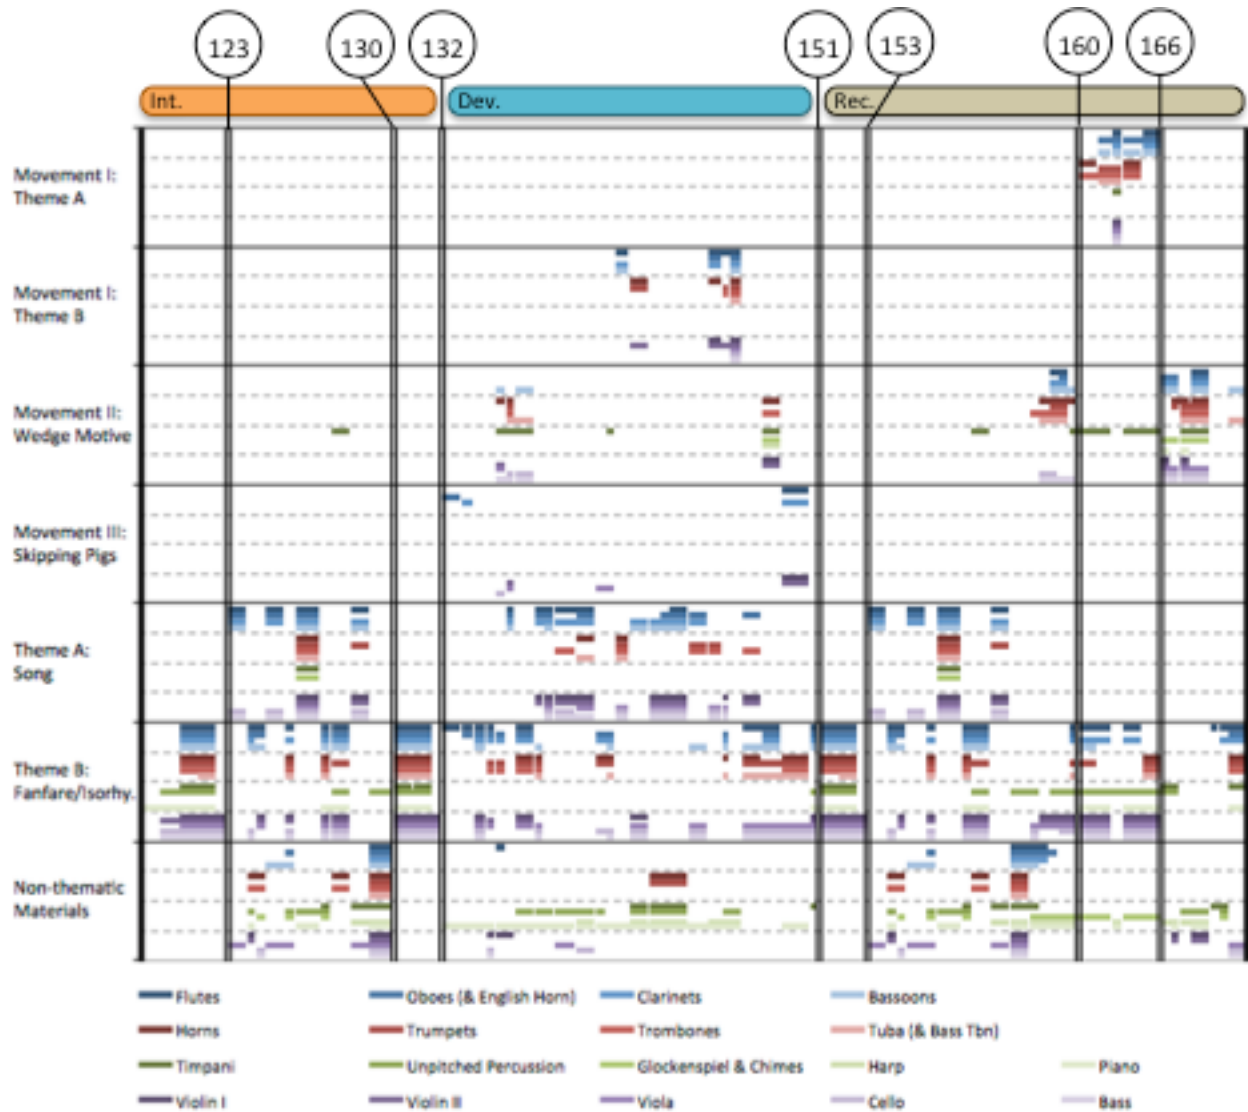 123 130 132 151 153 160 166
Int. Dev. Rec.
Movement I:
Theme A
Movement I:
Theme B
Movement II:
Wedge Motive
Movement III:
Skipping Pigs
Theme A:
Song
Theme B:
Fanfare/Isorhy.
Non-thematic
Materials
Flutes Oboes (& English Horn) Clarinets Bassoons
Horns Trumpets Trombones Tuba (& Bass Tbn)
Timpani Unpitched Percussion Glockenspiel & Chimes Harp Piano
Violin I Violin II Viola Cello Bass